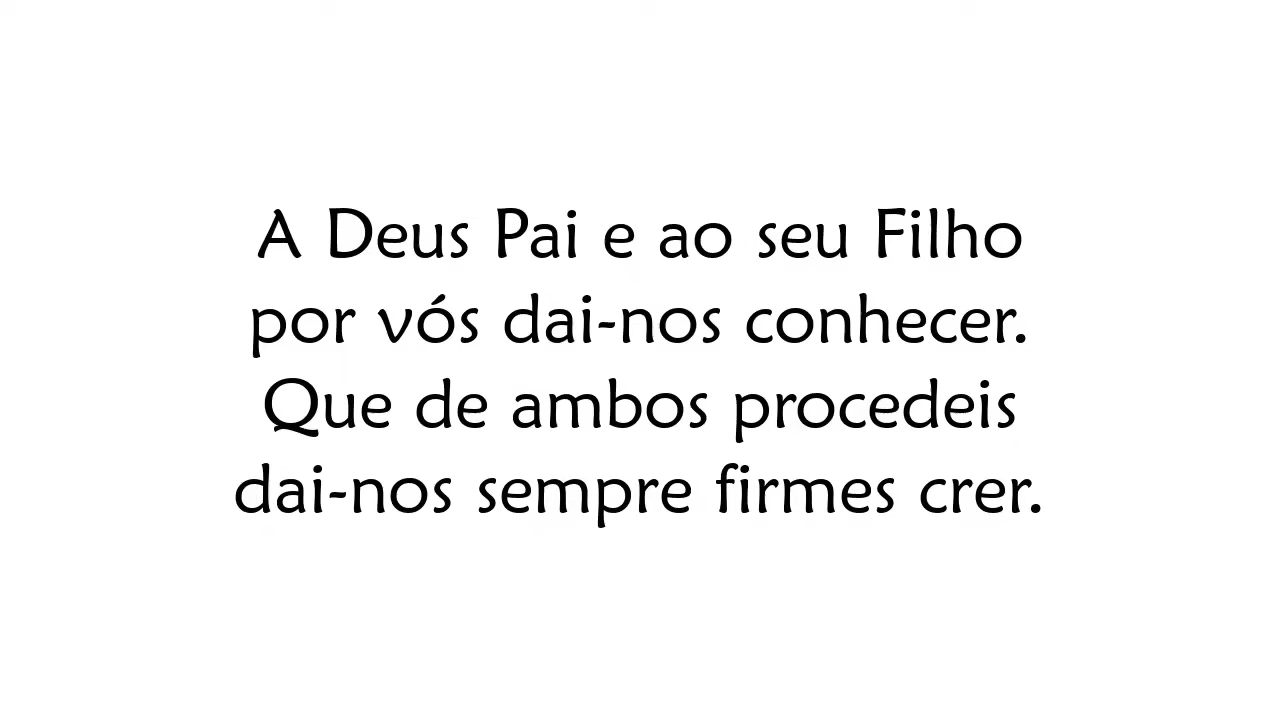 A Deus Pai e ao seu Filho
por vós dai-nos conhecer.
Que de ambos procedeis
dai-nos sempre firmes crer.